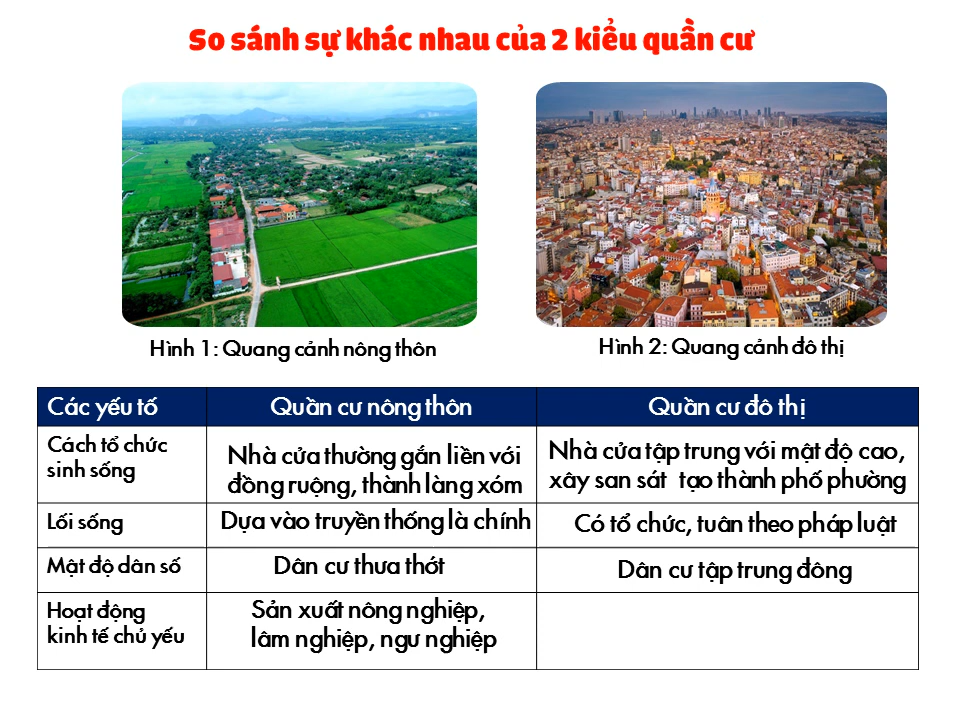 So sánh sự khác nhau của 2 kiểu quần cư
Hình 1: Quang cảnh nông thôn
Hình 2: Quang cảnh đô thị
Các yếu tố
Quần cư nông thôn
Quần cư đô thị
Cách tổ chức
sinh sống
Nhà cửa thường gắn liền với
đồng ruộng, thành làng xóm
Nhà cửa tập trung với mật độ cao,
xây san sát tạo thành phố phường
Lối sống
Dựa vào truyền thống là chính
Có tổ chức, tuân theo pháp luật
Mật độ dân số
Dân cư thưa thớt
Dân cư tập trung đông
Hoạt động
kinh tế chủ yếu
Sản xuất nông nghiệp,
lâm nghiệp, ngư nghiệp